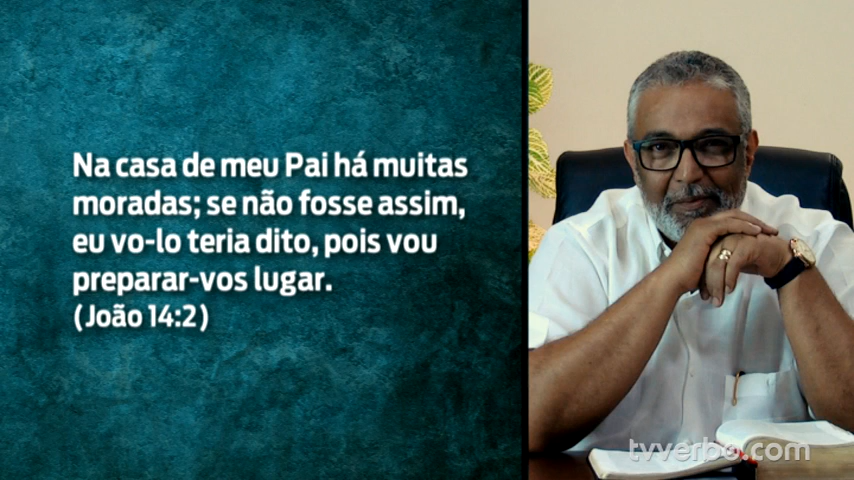 Na casa de meu Pai há muitas
moradas; se não fosse assim,
eu vo-lo teria dito, pois vou
preparar-vos lugar.
(João 14:2)
tvverbo.com